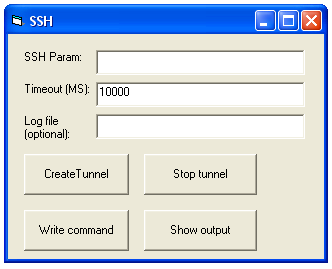 SSH
SSH Param:
Timeout (MS): 10000
Log file
(optional):
CreateTunnel Stop tunnel
Write command Show output